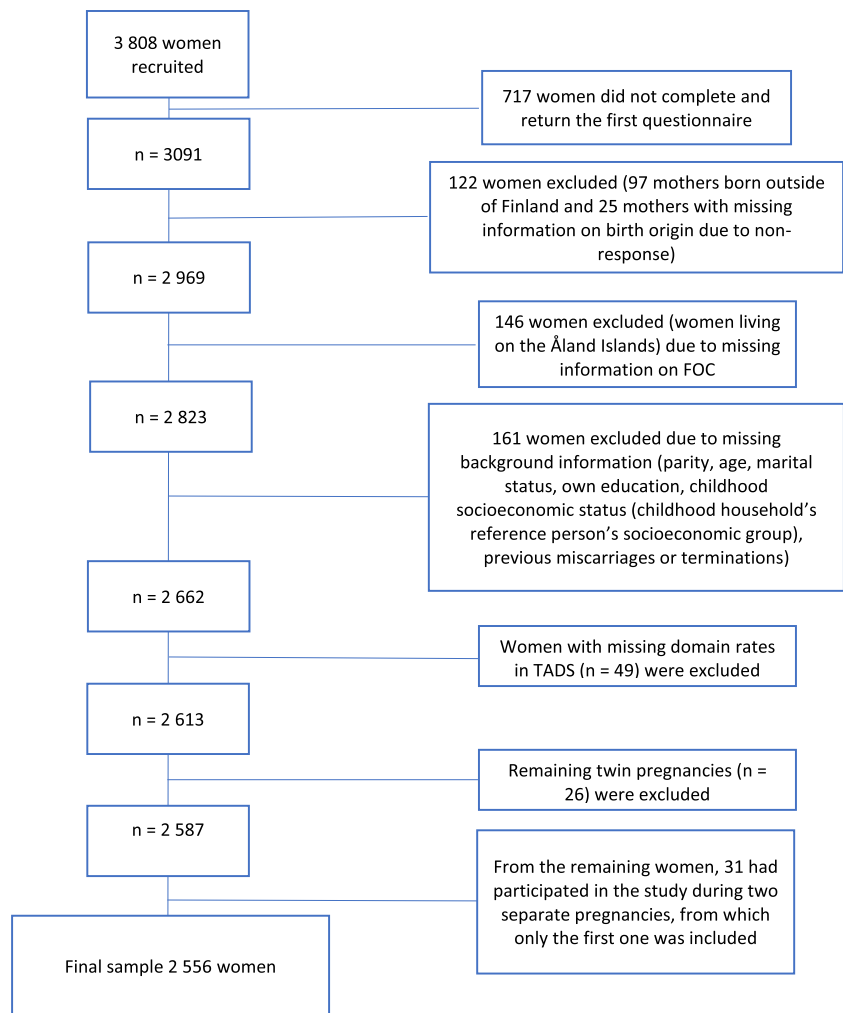 3 808 women
recruited
717 women did not complete and
return the first questionnaire
n = 3091
122 women excluded (97 mothers born outside
of Finland and 25 mothers with missing
information on birth origin due to non-
response)
n = 2 969
146 women excluded (women living
on the Åland Islands) due to missing
information on FOC
n = 2 823
161 women excluded due to missing
background information (parity, age, marital
status, own education, childhood
socioeconomic status (childhood household’s
reference person’s socioeconomic group),
previous miscarriages or terminations)
n = 2 662
Women with missing domain rates
in TADS (n = 49) were excluded
n = 2 613
Remaining twin pregnancies (n =
26) were excluded
n = 2 587
From the remaining women, 31 had
participated in the study during two
separate pregnancies, from which
only the first one was included
Final sample 2 556 women